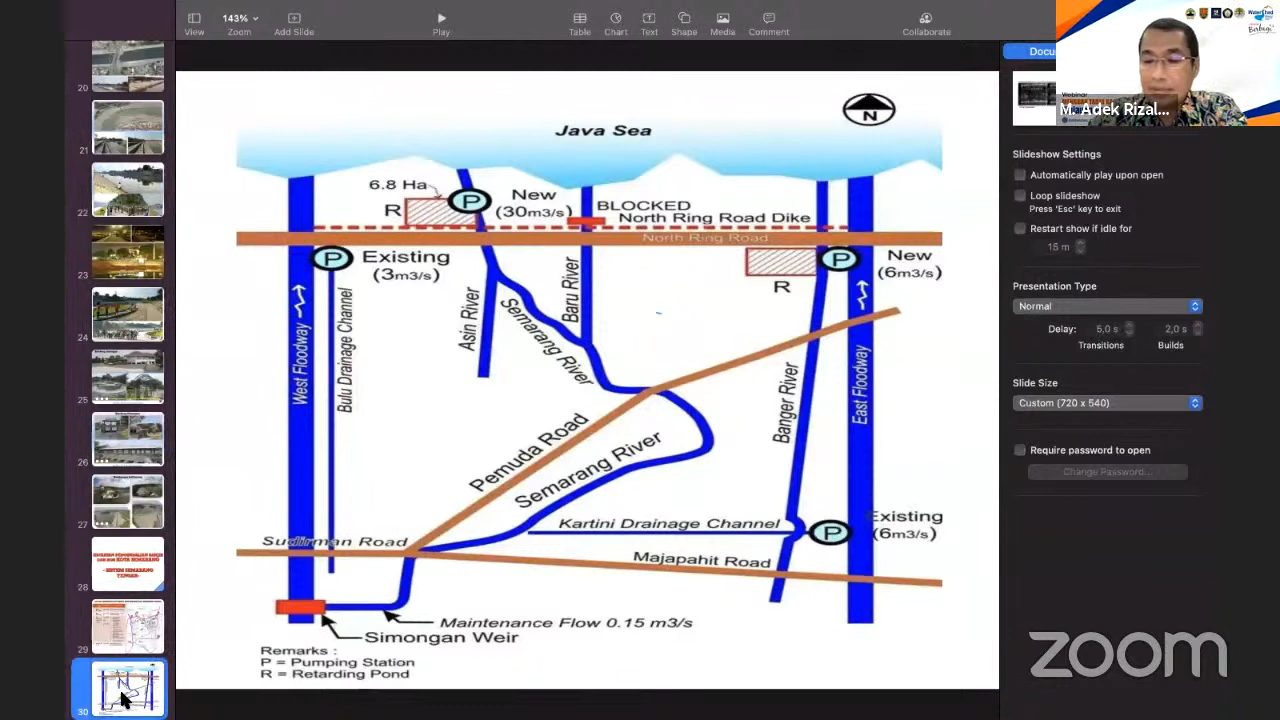 View
143%
Zoom
Add Slide
Play
Table
Chart
Text
Shape
Media
Comment
Collaborate
Watershed
Berbagi
Webinar
M. Adek Rizal...
Docu
20
21
22
23
24
25
26
27
28
29
30
Java Sea
N
6.8 Ha
P
R
New
(30m3/s)
BLOCKED
North Ring Road Dike
North Ring Road
P
Existing
(3m3/s)
P
New
(6m3/s)
R
West Floodway
Bulu Drainage Channel
Asin River
Semarang River
Baru River
Banger River
East Floodway
Pemuda Road
Semarang River
Kartini Drainage Channel
P
Existing
(6m3/s)
Sudirman Road
Majapahit Road
Maintenance Flow 0.15 m3/s
Simongan Weir
Remarks :
P = Pumping Station
R = Retarding Pond
Slideshow Settings
Automatically play upon open
Loop slideshow
Press 'Esc' key to exit
Restart show if idle for
15 m
Presentation Type
Normal
Delay:
5,0 s
2,0 s
Transitions
Builds
Slide Size
Custom (720 x 540)
Require password to open
Change Password...
zoom